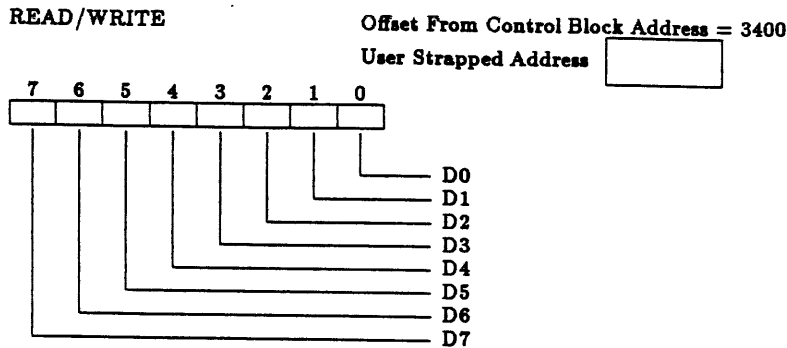 READ/WRITE
Offset From Control Block Address = 3400
User Strapped Address
7 6 5 4 3 2 1 0
D0
D1
D2
D3
D4
D5
D6
D7